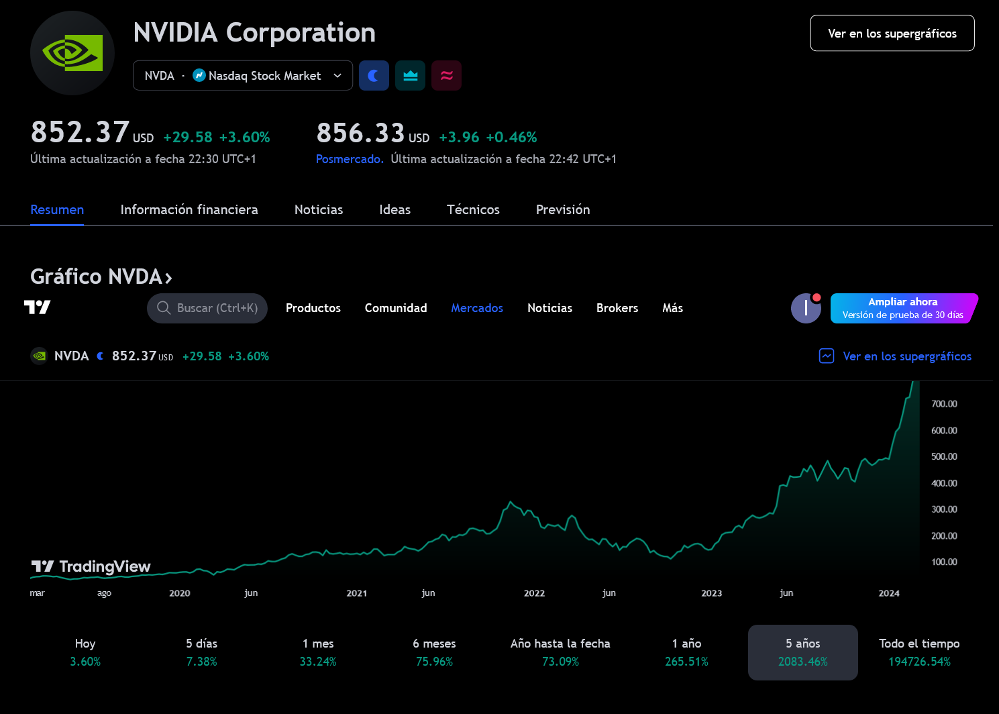 NVIDIA Corporation
Ver en los supergráficos
NVDA · Nasdaq Stock Market
852.37 USD +29.58 +3.60% 856.33 USD +3.96 +0.46%
Última actualización a fecha 22:30 UTC+1 Posmercado. Última actualización a fecha 22:42 UTC+1
Resumen Información financiera Noticias Ideas Técnicos Previsión
Gráfico NVDA
Buscar (Ctrl+K) Productos Comunidad Mercados Noticias Brokers Más I Ampliar ahora
Versión de prueba de 30 días
NVDA 852.37 USD +29.58 +3.60% Ver en los supergráficos
700.00
600.00
500.00
400.00
300.00
200.00
100.00
TradingView
mar ago 2020 jun 2021 jun 2022 jun 2023 jun 2024
Hoy 5 días 1 mes 6 meses Año hasta la fecha 1 año 5 años Todo el tiempo
3.60% 7.38% 33.24% 75.96% 73.09% 265.51% 2083.46% 194726.54%